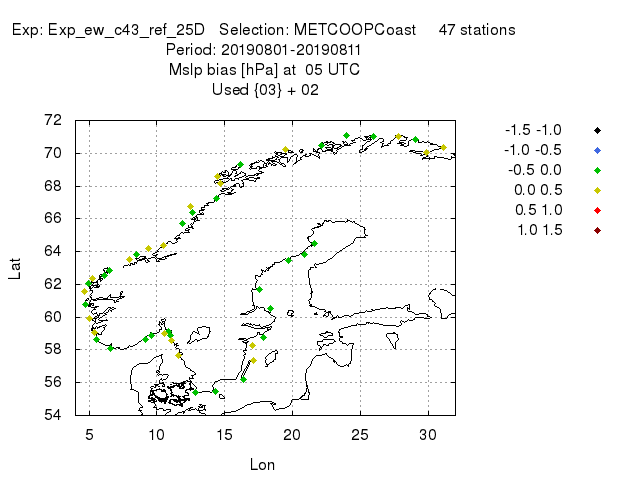 Exp: Exp_ew_c43_ref_25D   Selection: METCOOPCoast     47 stations
Period: 20190801-20190811
Mslp bias [hPa] at  05 UTC
Used {03} + 02
72
70
68
66
64
62
60
58
56
54
Lat
5 10 15 20 25 30
Lon
-1.5 -1.0
-1.0 -0.5
-0.5 0.0
0.0 0.5
0.5 1.0
1.0 1.5